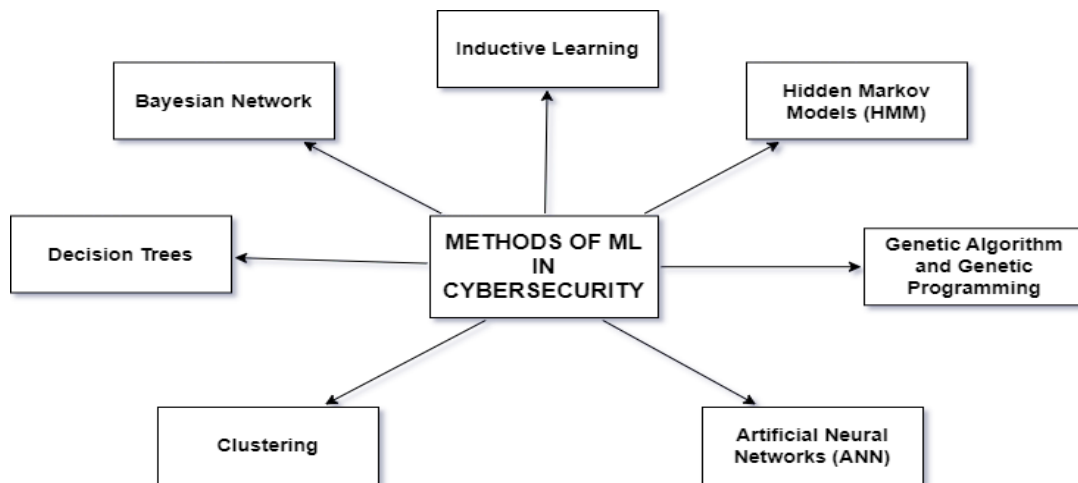 Inductive Learning
Bayesian Network
Hidden Markov
Models (HMM)
METHODS OF ML
IN
CYBERSECURITY
Decision Trees
Genetic Algorithm
and Genetic
Programming
Clustering
Artificial Neural
Networks (ANN)